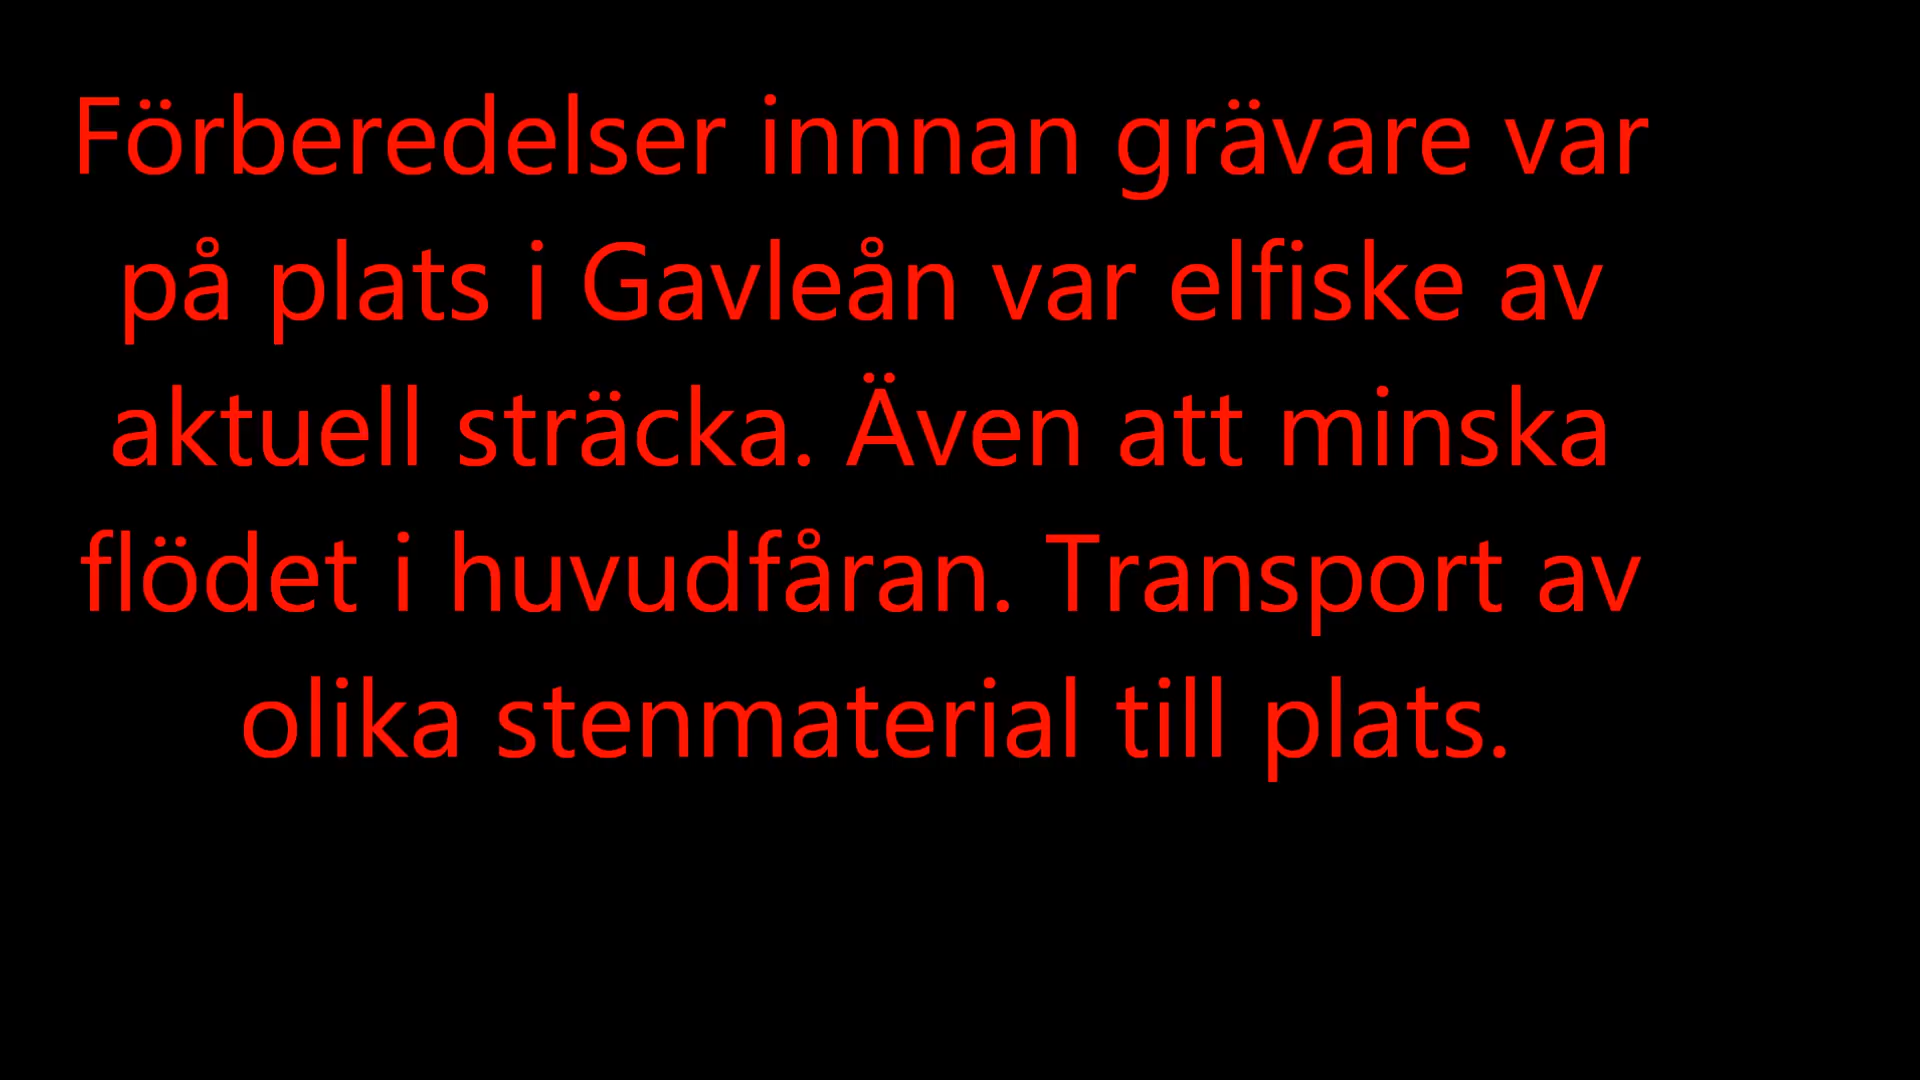 Förberedelser innnan grävare var
på plats i Gavleån var elfiske av
aktuell sträcka. Även att minska
flödet i huvudfåran. Transport av
olika stenmaterial till plats.